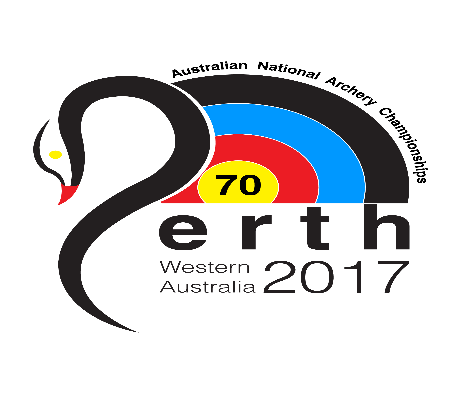 Australian National Archery Championships
70
erth
Western
Australia
2017